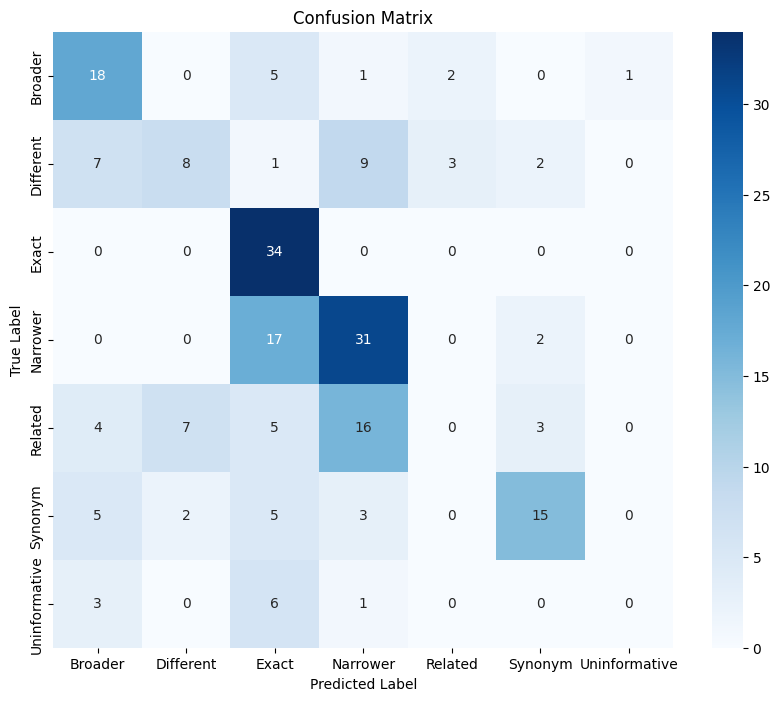 Confusion Matrix
Broader 18 0 5 1 2 0 1
Different 7 8 1 9 3 2 0
Exact 0 0 34 0 0 0 0
Narrower 0 0 17 31 0 2 0
Related 4 7 5 16 0 3 0
Synonym 5 2 5 3 0 15 0
Uninformative 3 0 6 1 0 0 0
True Label
Broader Different Exact Narrower Related Synonym Uninformative
Predicted Label
30
25
20
15
10
5
0